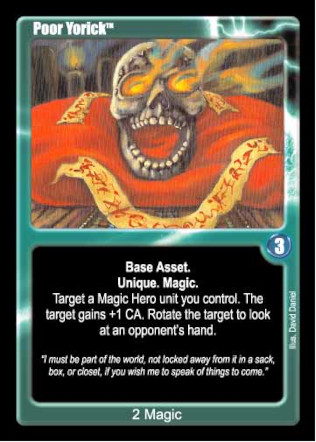 Poor Yorick™
3
Base Asset.
Unique. Magic.
Target a Magic Hero unit you control. The
target gains +1 CA. Rotate the target to look
at an opponent's hand.
"I must be part of the world, not locked away from it in a sack,
box, or closet, if you wish me to speak of things to come."
Illus. David Daniel
2 Magic